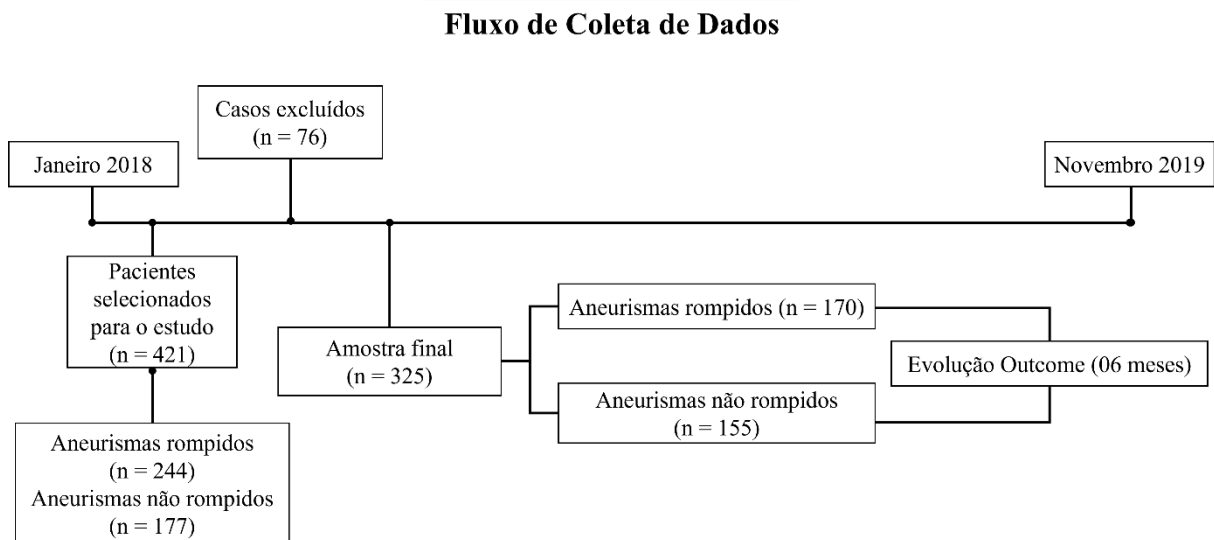 Fluxo de Coleta de Dados
Casos excluídos
(n = 76)
Janeiro 2018
Novembro 2019
Pacientes
selecionados
para o estudo
(n = 421)
Aneurismas rompidos
(n = 244)
Aneurismas não rompidos
(n = 177)
Amostra final
(n = 325)
Aneurismas rompidos (n = 170)
Aneurismas não rompidos
(n = 155)
Evolução Outcome (06 meses)